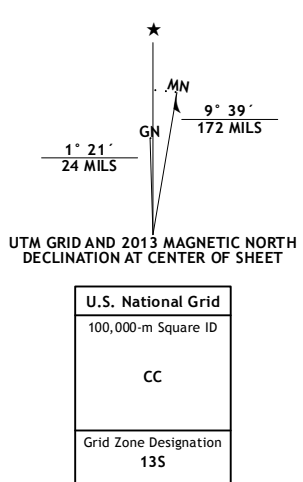 ★
MN
GN
9° 39´
172 MILS
1° 21´
24 MILS
UTM GRID AND 2013 MAGNETIC NORTH
DECLINATION AT CENTER OF SHEET
U.S. National Grid
100,000-m Square ID
CC
Grid Zone Designation
13S